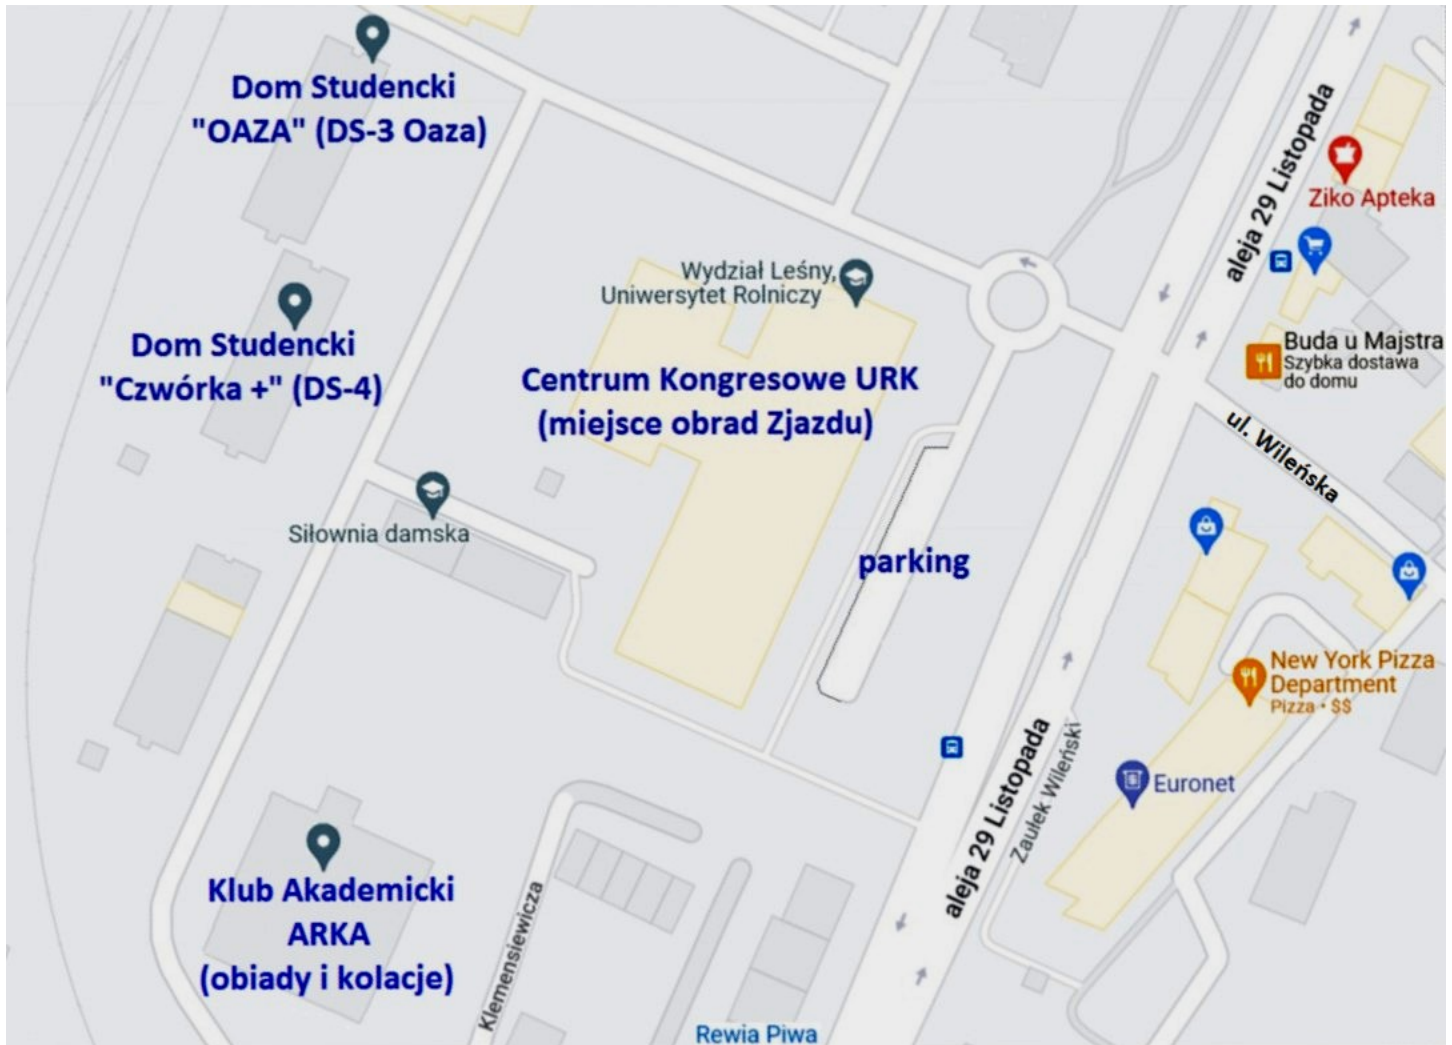 Dom Studencki
"OAZA" (DS-3 Oaza)
aleja 29 Listopada
Ziko Apteka
Wydział Leśny,
Uniwersytet Rolniczy
Dom Studencki
"Czwórka +" (DS-4)
Centrum Kongresowe URK
(miejsce obrad Zjazdu)
Buda u Majstra
Szybka dostawa
do domu
ul. Wileńska
Siłownia damska
parking
New York Pizza
Department
Pizza • $$
Euronet
aleja 29 Listopada
Zaułek Wileński
Klub Akademicki
ARKA
(obiady i kolacje)
Klemensiewicza
Rewia Piwa